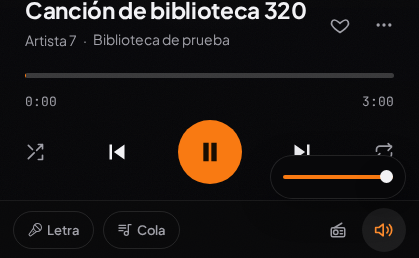 Canción de biblioteca 320
Artista 7 · Biblioteca de prueba
0:00 3:00
Letra Cola